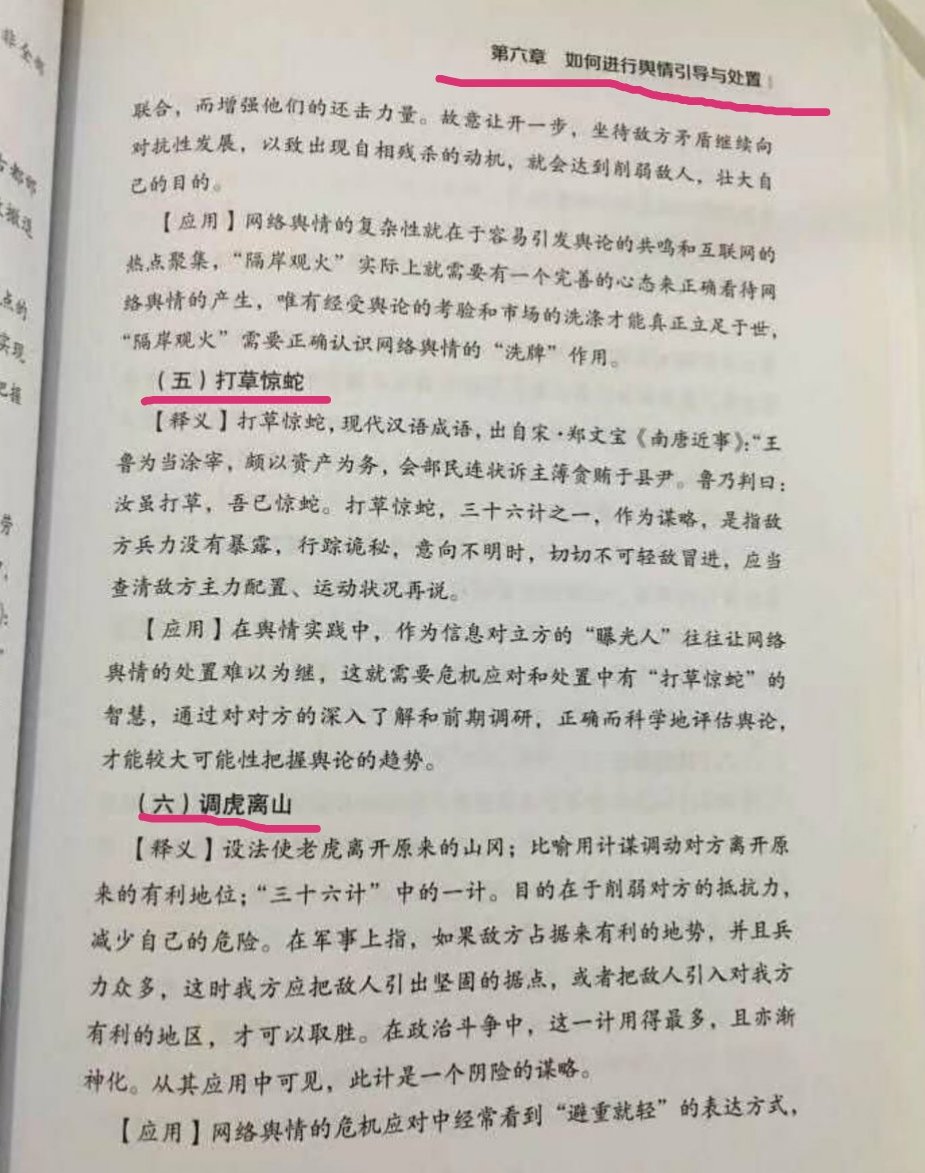 第六章 如何进行舆情引导与处置
联合，而增强他们的还击力量。故意让开一步，坐待敌方矛盾继续向
对抗性发展，以致出现自相残杀的动机，就会达到削弱敌人，壮大自
己的目的。
【应用】网络舆情的复杂性就在于容易引发舆论的共鸣和互联网的
热点聚集，“隔岸观火”实际上就需要有一个完善的心态来正确看待网
络舆情的产生，唯有经受舆论的考验和市场的洗涤才能真正立足于世，
“隔岸观火”需要正确认识网络舆情的“洗牌”作用。
（五）打草惊蛇
【释义】打草惊蛇，现代汉语成语，出自宋·郑文宝《南唐近事》：“王
鲁为当涂宰，颇以资产为务，会部民连状诉主薄贪贿于县尹。鲁乃判曰：
汝虽打草，吾已惊蛇。打草惊蛇，三十六计之一，作为谋略，是指敌
方兵力没有暴露，行踪诡秘，意向不明时，切切不可轻敌冒进，应当
查清敌方主力配置、运动状况再说。
【应用】在舆情实践中，作为信息对立方的“曝光人”往往让网络
舆情的处置难以为继，这就需要危机应对和处置中有“打草惊蛇”的
智慧，通过对对方的深入了解和前期调研，正确而科学地评估舆论，
才能较大可能性把握舆论的趋势。
（六）调虎离山
【释义】设法使老虎离开原来的山冈；比喻用计谋调动对方离开原
来的有利地位；“三十六计”中的一计。目的在于削弱对方的抵抗力，
减少自己的危险。在军事上指，如果敌方占据来有利的地势，并且兵
力众多，这时我方应把敌人引出坚固的据点，或者把敌人引入对我方
有利的地区，才可以取胜。在政治斗争中，这一计用得最多，且亦渐
神化。从其应用中可见，此计是一个阴险的谋略。
【应用】网络舆情的危机应对中经常看到“避重就轻”的表达方式，